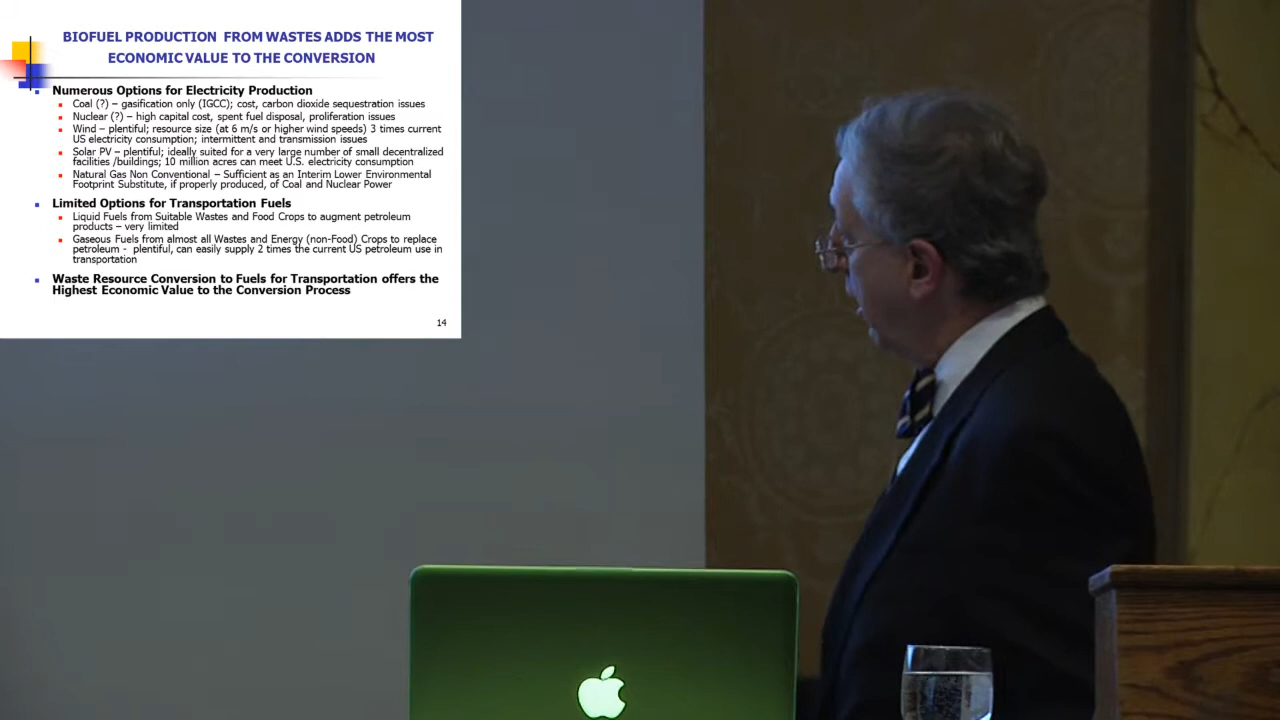 BIOFUEL PRODUCTION FROM WASTES ADDS THE MOST
ECONOMIC VALUE TO THE CONVERSION
Numerous Options for Electricity Production
Coal (?) – gasification only (IGCC); cost, carbon dioxide sequestration issues
Nuclear (?) – high capital cost, spent fuel disposal, proliferation issues
Wind – plentiful; resource size (at 6 m/s or higher wind speeds) 3 times current
US electricity consumption; intermittent and transmission issues
Solar PV – plentiful; ideally suited for a very large number of small decentralized
facilities /buildings; 10 million acres can meet U.S. electricity consumption
Natural Gas Non Conventional – Sufficient as an Interim Lower Environmental
Footprint Substitute, if properly produced, of Coal and Nuclear Power
Limited Options for Transportation Fuels
Liquid Fuels from Suitable Wastes and Food Crops to augment petroleum
products – very limited
Gaseous Fuels from almost all Wastes and Energy (non-Food) Crops to replace
petroleum - plentiful, can easily supply 2 times the current US petroleum use in
transportation
Waste Resource Conversion to Fuels for Transportation offers the
Highest Economic Value to the Conversion Process
14